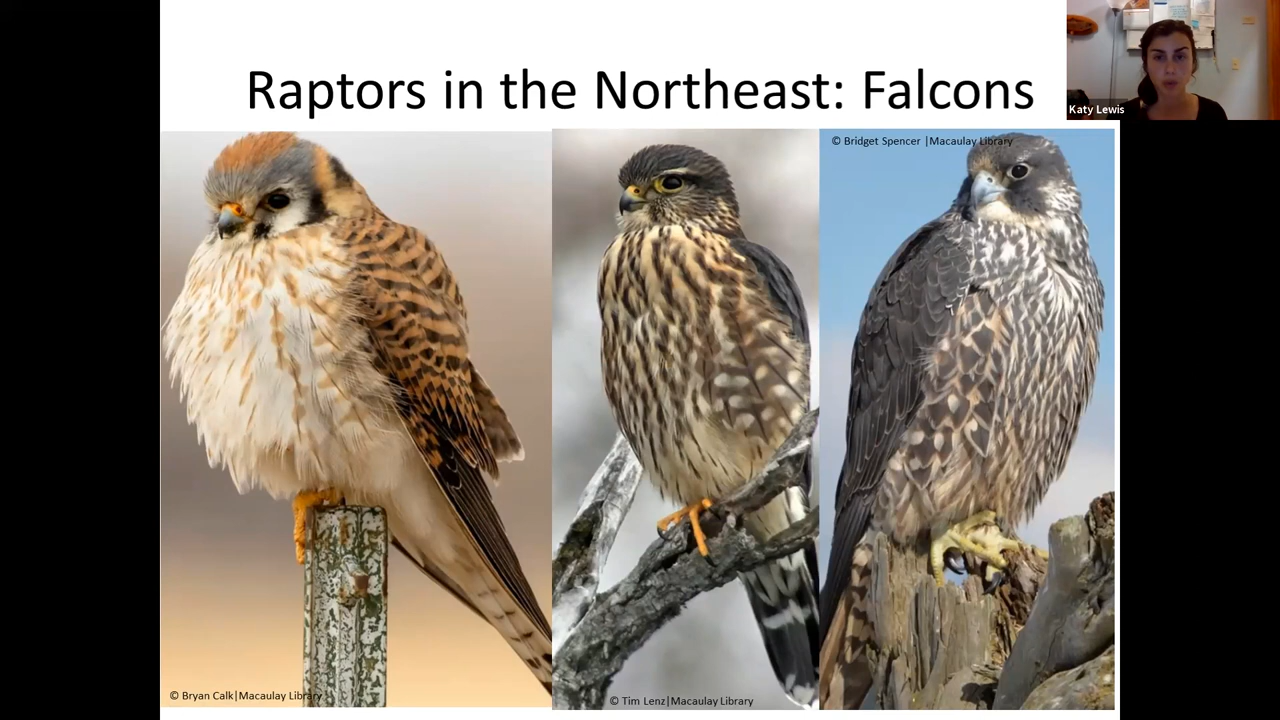 Raptors in the Northeast: Falcons
Katy Lewis
© Bridget Spencer |Macaulay Library
© Bryan Calk|Macaulay Library
© Tim Lenz|Macaulay Library